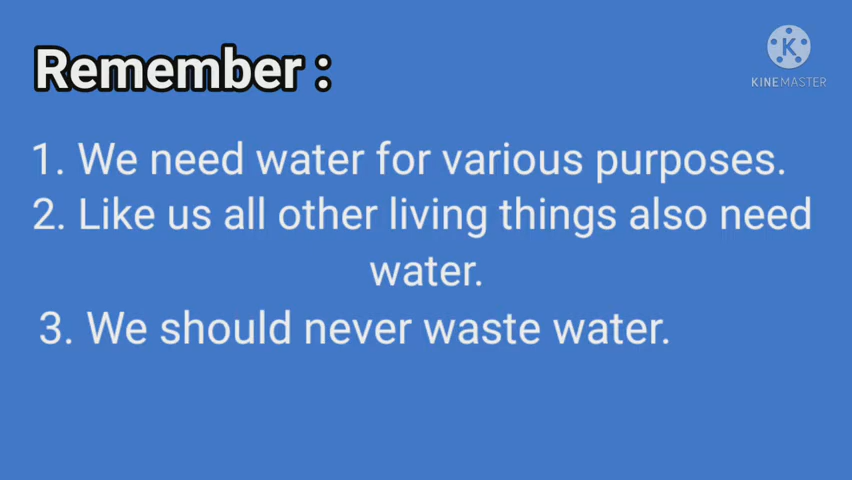 Remember :
K
KINEMASTER
1. We need water for various purposes.
2. Like us all other living things also need
water.
3. We should never waste water.